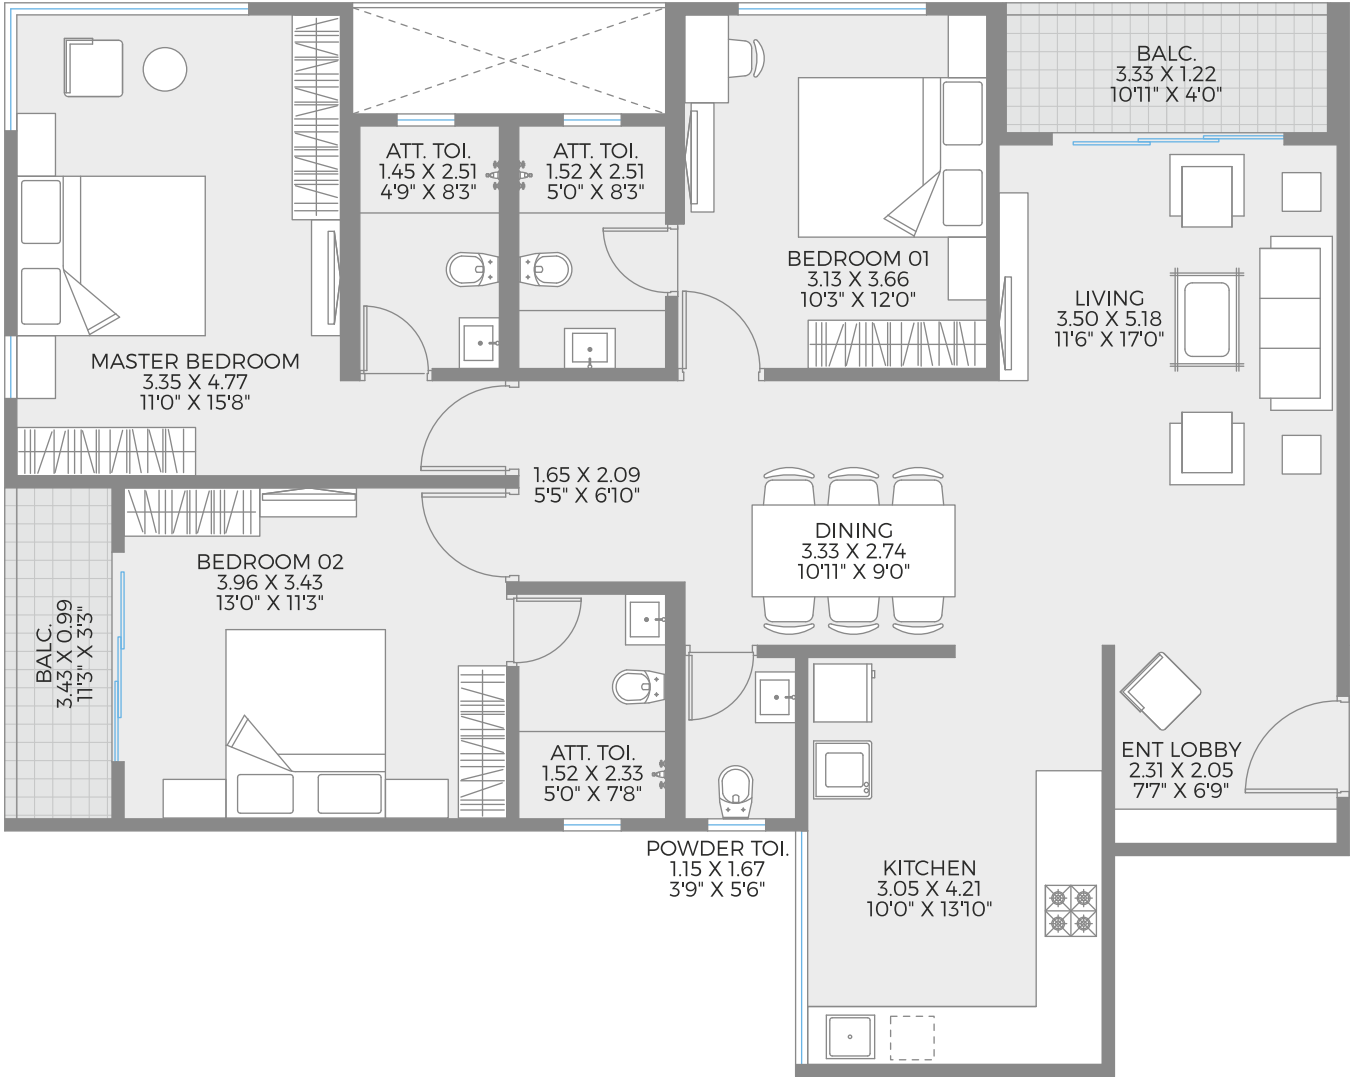 BALC.
3.33 X 1.22
10'11" X 4'0"
ATT. TOI.
1.45 X 2.51
4'9" X 8'3"
ATT. TOI.
1.52 X 2.51
5'0" X 8'3"
BEDROOM 01
3.13 X 3.66
10'3" X 12'0"
LIVING
3.50 X 5.18
11'6" X 17'0"
MASTER BEDROOM
3.35 X 4.77
11'0" X 15'8"
1.65 X 2.09
5'5" X 6'10"
DINING
3.33 X 2.74
10'11" X 9'0"
BEDROOM 02
3.96 X 3.43
13'0" X 11'3"
BALC.
3.43 X 0.99
11'3" X 3'3"
ATT. TOI.
1.52 X 2.33
5'0" X 7'8"
ENT LOBBY
2.31 X 2.05
7'7" X 6'9"
POWDER TOI.
1.15 X 1.67
3'9" X 5'6"
KITCHEN
3.05 X 4.21
10'0" X 13'10"